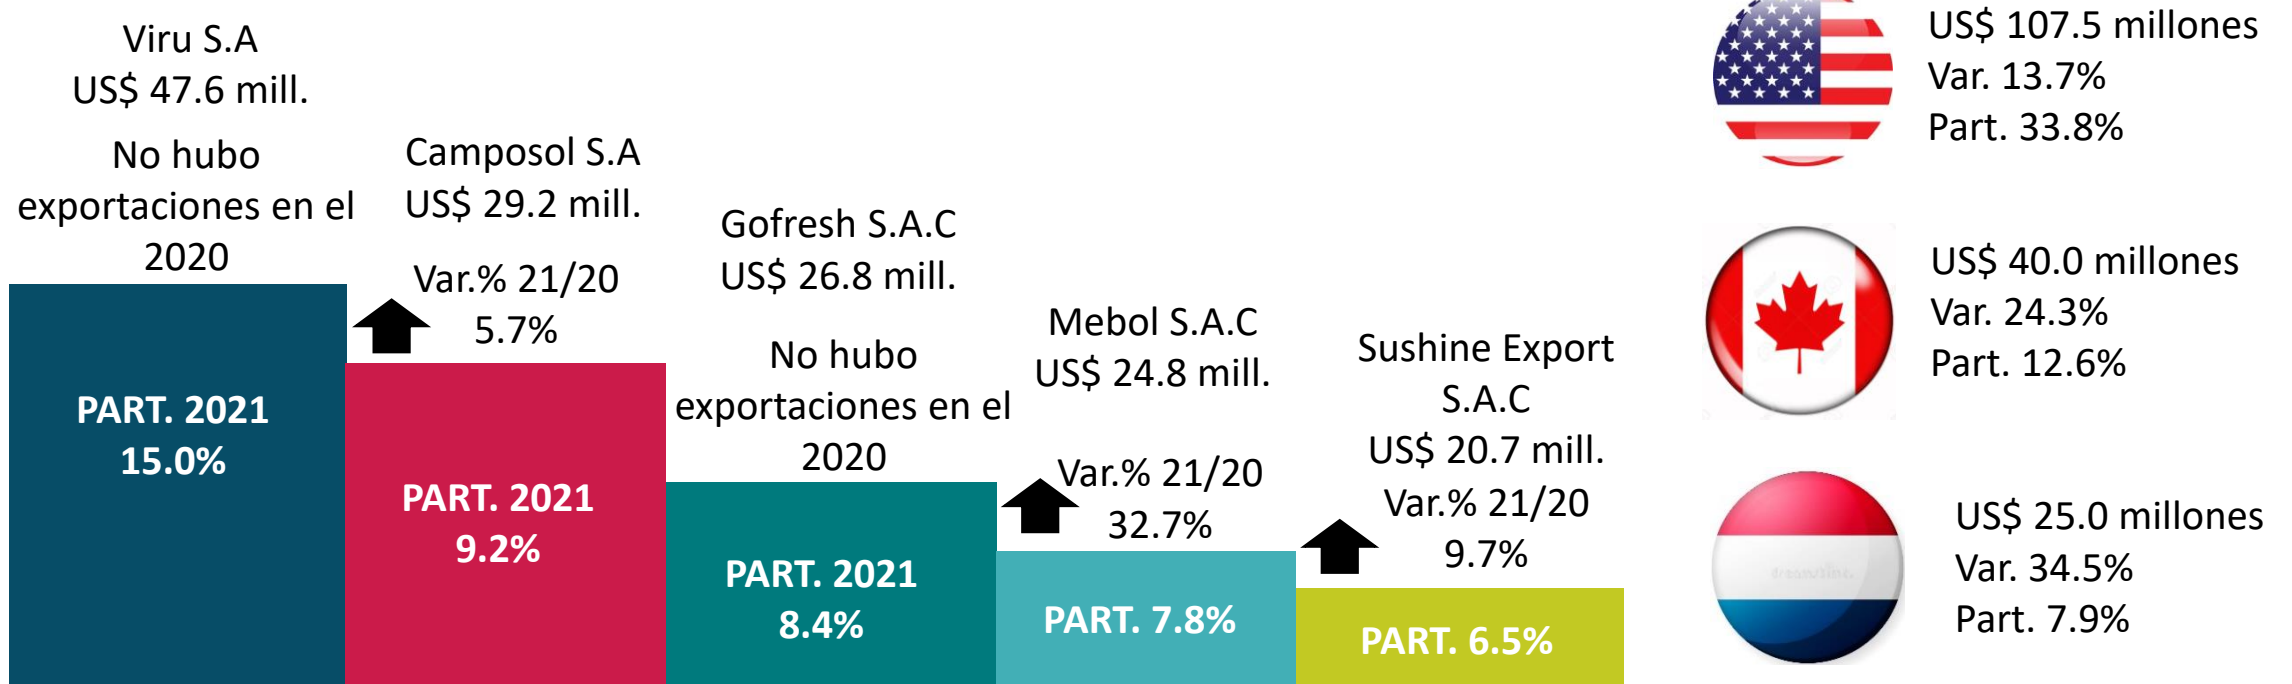 Viru S.A
US$ 47.6 mill.
No hubo
exportaciones en el
2020
PART. 2021
15.0%
Camposol S.A
US$ 29.2 mill.
Var.% 21/20
5.7%
PART. 2021
9.2%
Gofresh S.A.C
US$ 26.8 mill.
No hubo
exportaciones en el
2020
PART. 2021
8.4%
Mebol S.A.C
US$ 24.8 mill.
Var.% 21/20
32.7%
PART. 7.8%
Sushine Export
S.A.C
US$ 20.7 mill.
Var.% 21/20
9.7%
PART. 6.5%
US$ 107.5 millones
Var. 13.7%
Part. 33.8%
US$ 40.0 millones
Var. 24.3%
Part. 12.6%
US$ 25.0 millones
Var. 34.5%
Part. 7.9%